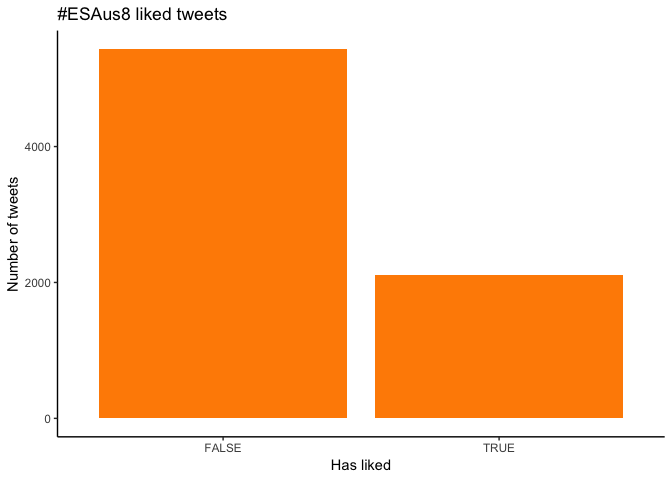 #ESAus8 liked tweets
Number of tweets
4000
2000
0
FALSE
TRUE
Has liked